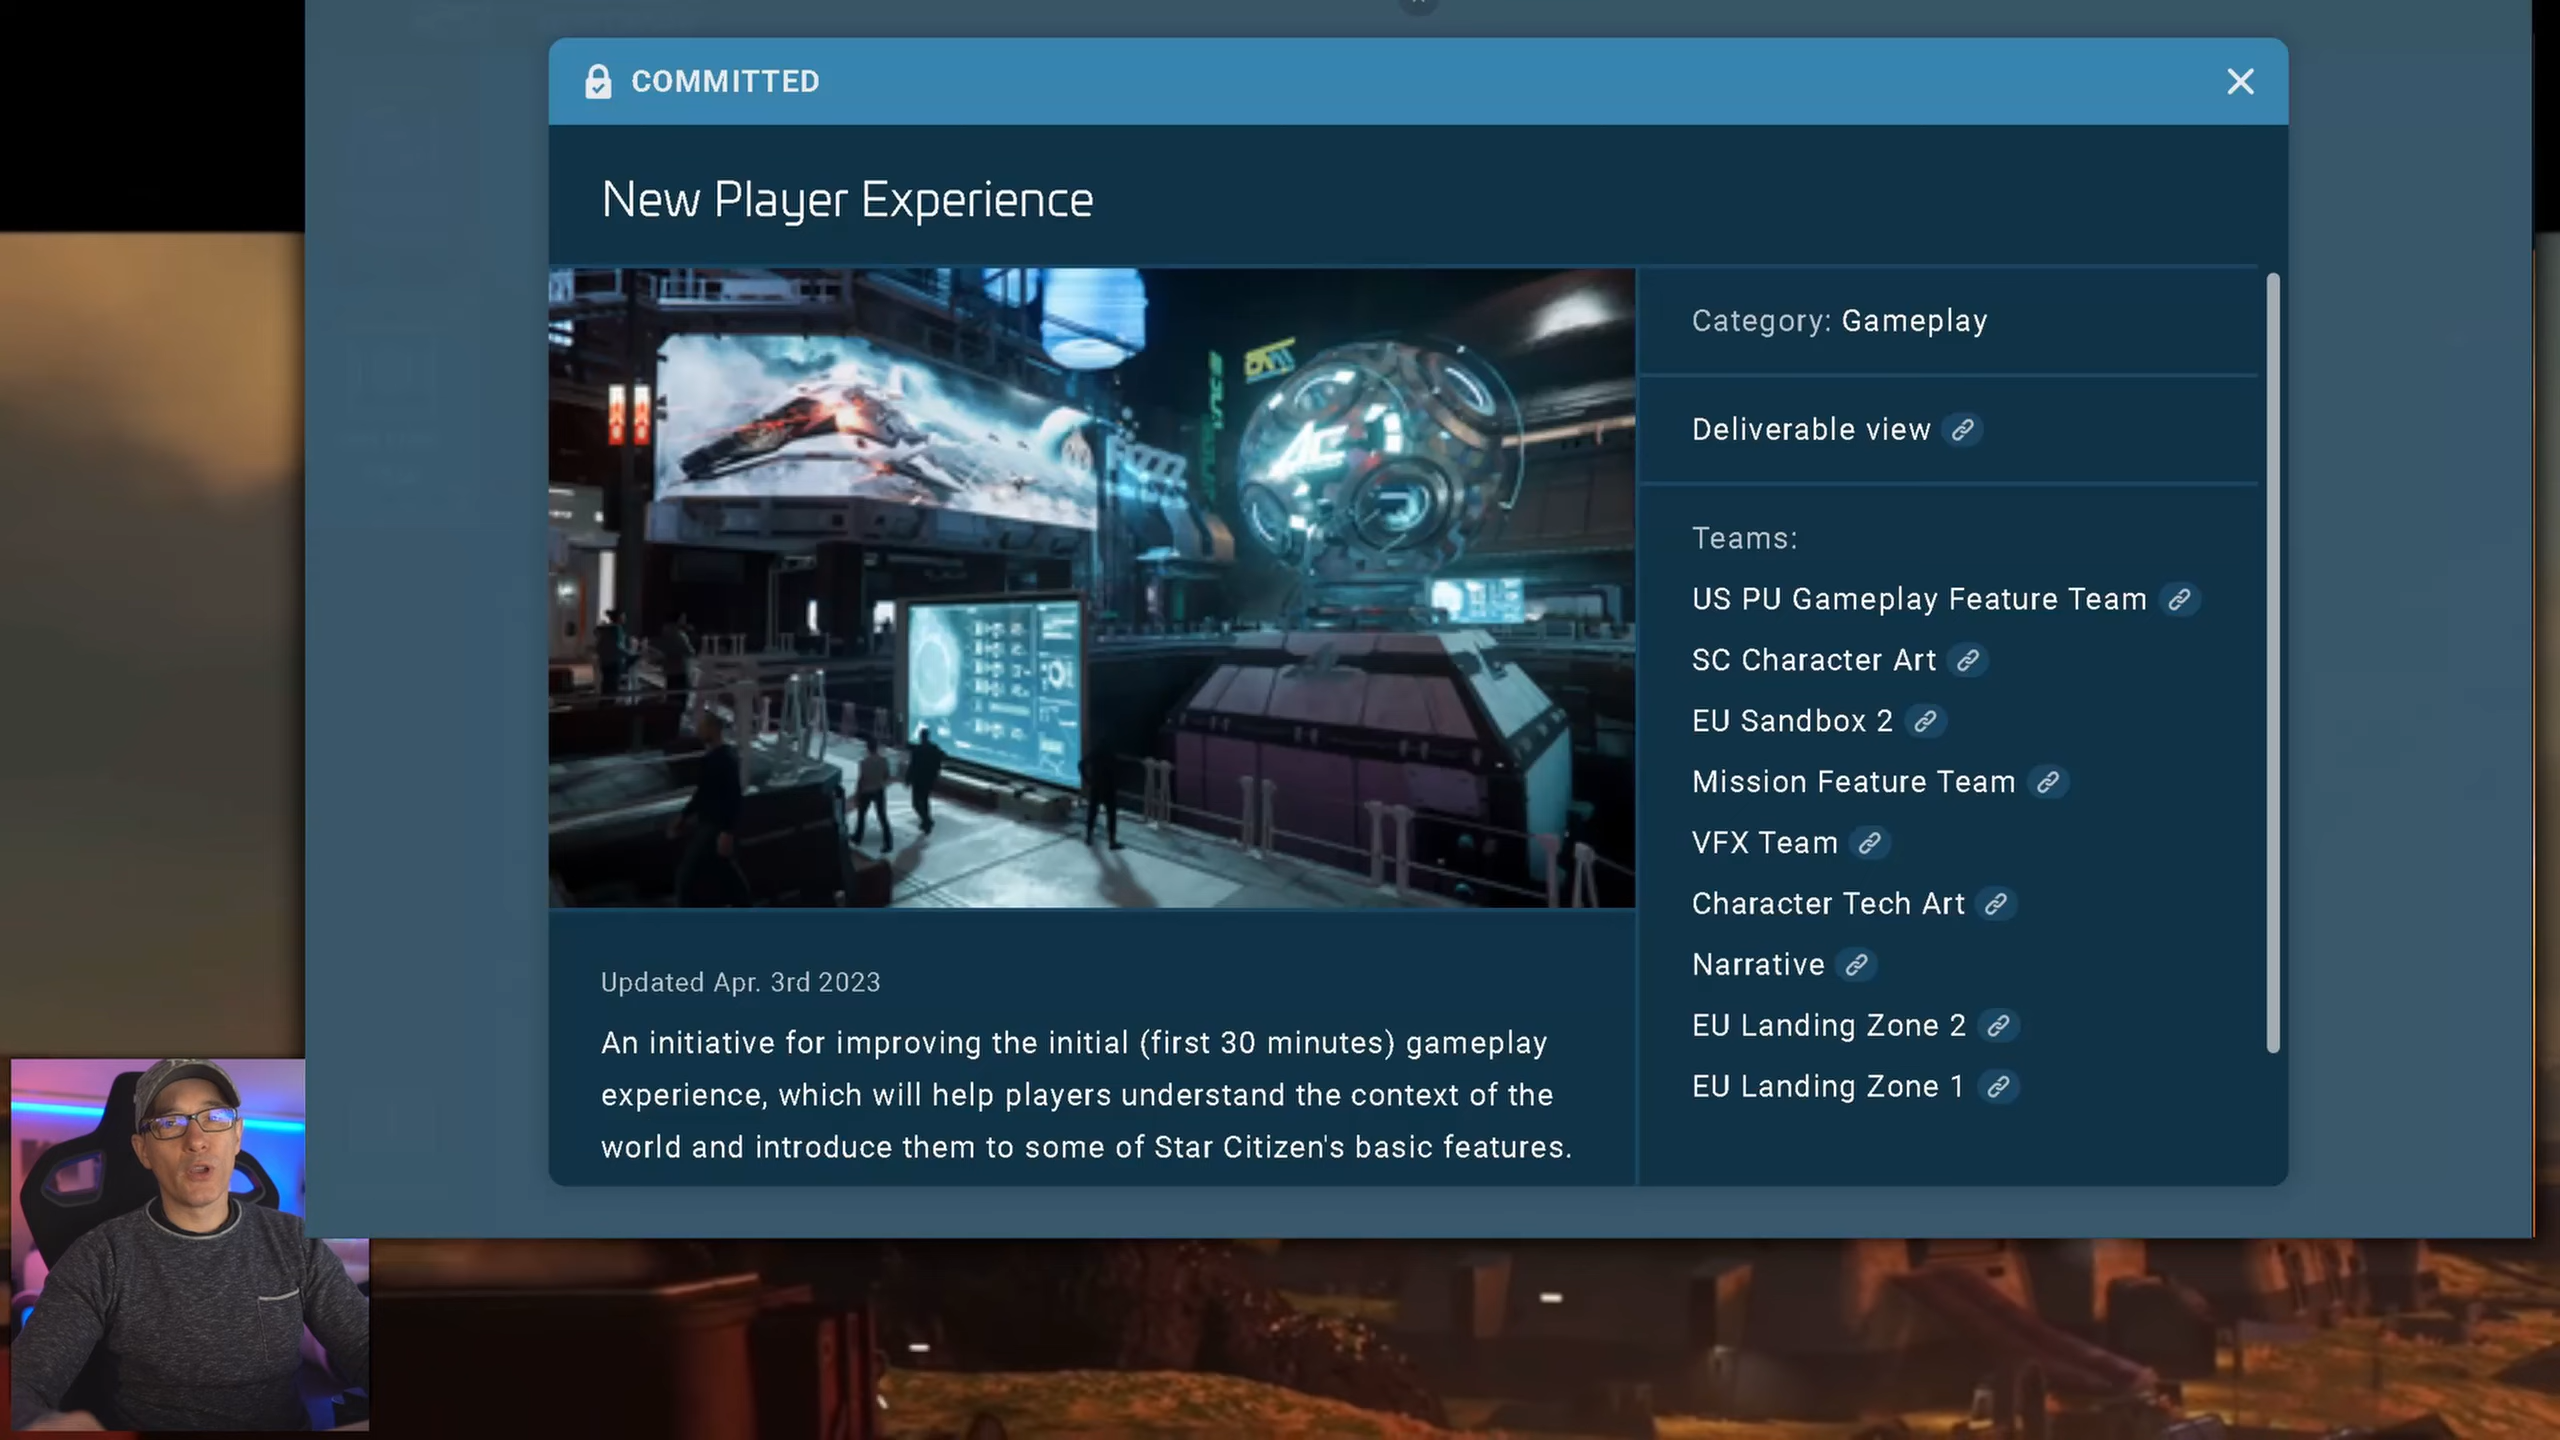 COMMITTED
New Player Experience
Category: Gameplay
Deliverable view
Teams:
US PU Gameplay Feature Team
SC Character Art
EU Sandbox 2
Mission Feature Team
VFX Team
Character Tech Art
Narrative
EU Landing Zone 2
EU Landing Zone 1
Updated Apr. 3rd 2023
An initiative for improving the initial (first 30 minutes) gameplay
experience, which will help players understand the context of the
world and introduce them to some of Star Citizen's basic features.